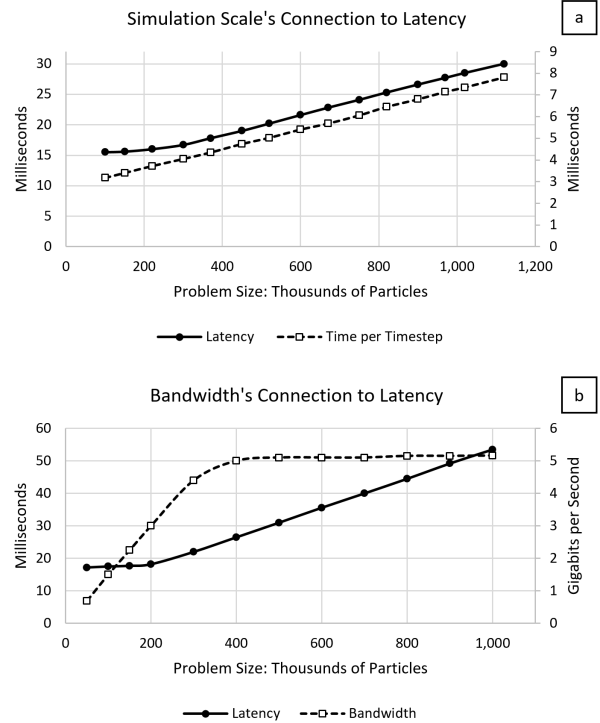 Simulation Scale's Connection to Latency
a
30
25
20
15
10
5
0
Milliseconds
9
8
7
6
5
4
3
2
1
0
Milliseconds
0 200 400 600 800 1,000 1,200
Problem Size: Thousands of Particles
Latency Time per Timestep
Bandwidth's Connection to Latency
b
60
50
40
30
20
10
0
Milliseconds
6
5
4
3
2
1
0
Gigabits per Second
0 200 400 600 800 1,000
Problem Size: Thousands of Particles
Latency Bandwidth